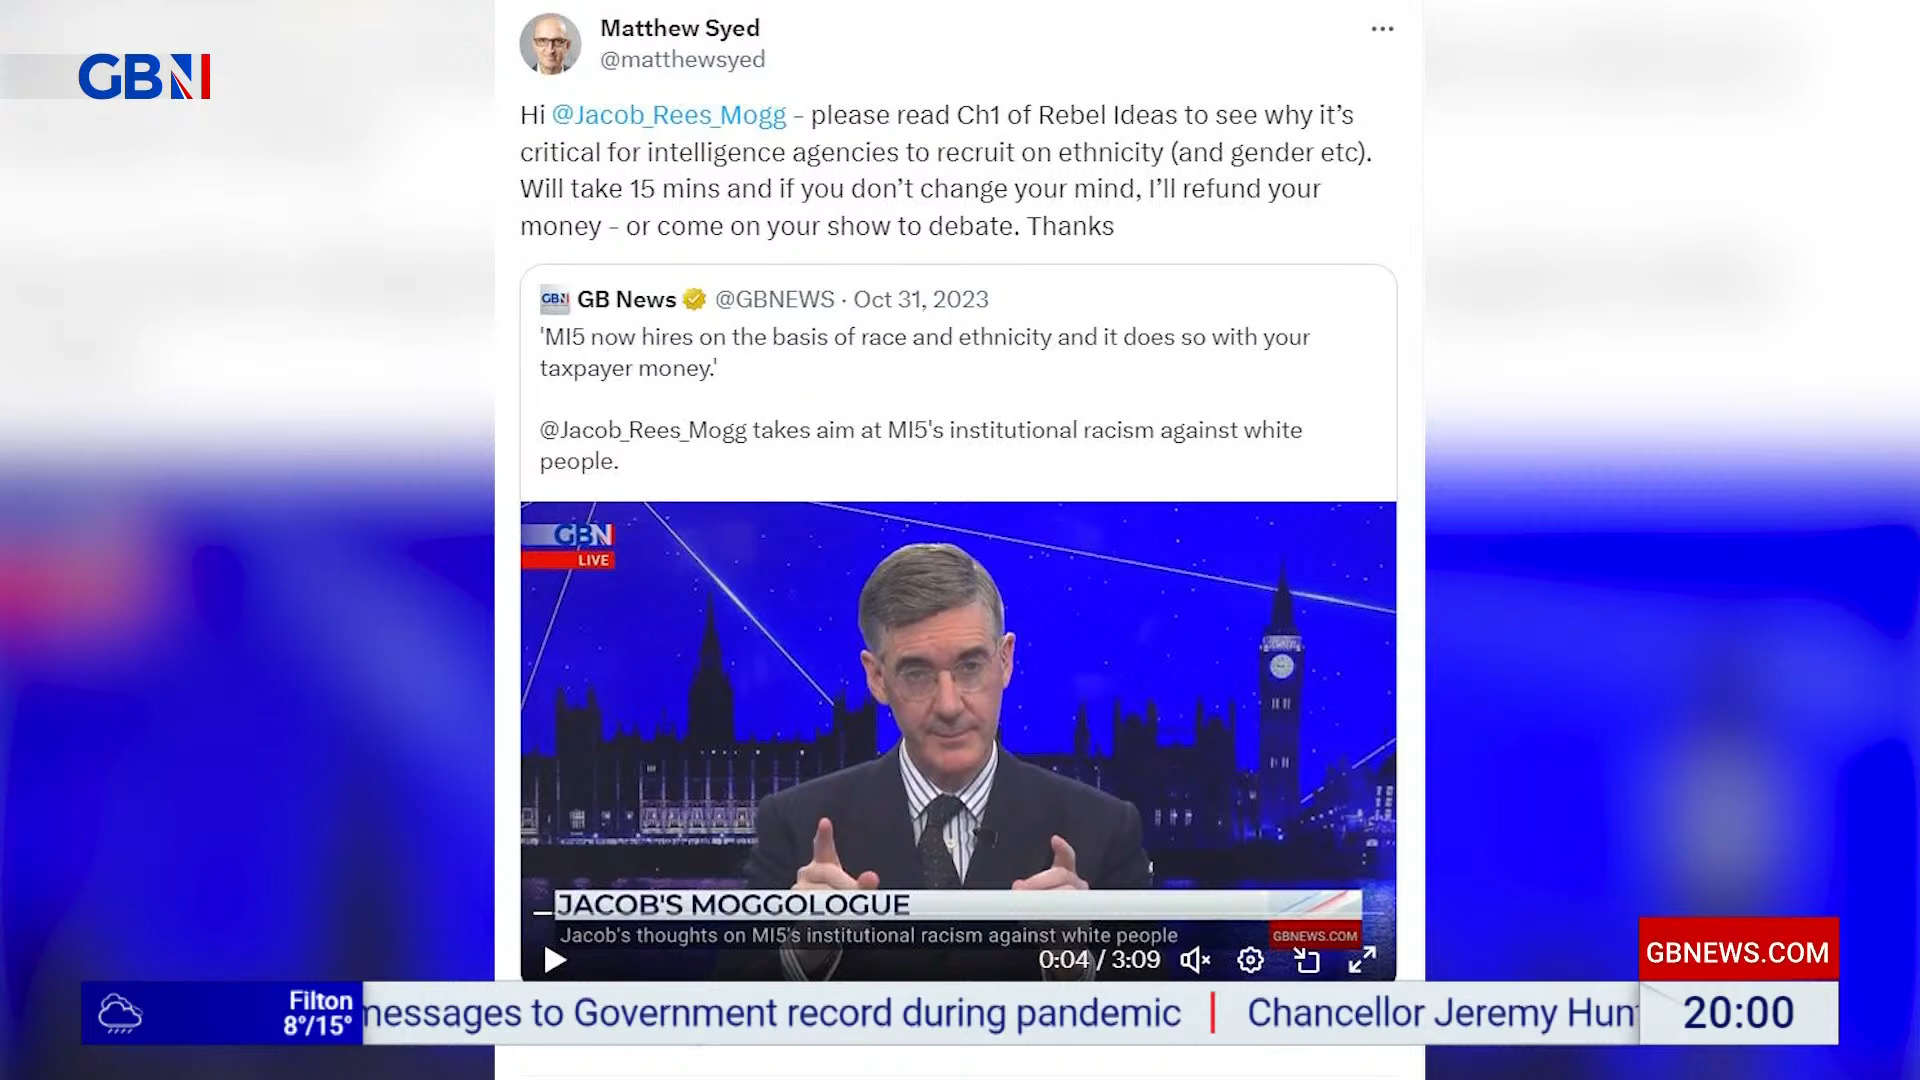 GBN
Matthew Syed
@matthewsyed
Hi @Jacob_Rees_Mogg - please read Ch1 of Rebel Ideas to see why it's
critical for intelligence agencies to recruit on ethnicity (and gender etc).
Will take 15 mins and if you don't change your mind, I'll refund your
money - or come on your show to debate. Thanks
GBN GB News @GBNEWS · Oct 31, 2023
'MI5 now hires on the basis of race and ethnicity and it does so with your
taxpayer money.'
@Jacob_Rees_Mogg takes aim at MI5's institutional racism against white
people.
GBN
LIVE
JACOB'S MOGGOLOGUE
Jacob's thoughts on MI5's institutional racism against white people
GBNEWS.COM
0:04 / 3:09
GBNEWS.COM
Filton
8°/15°
messages to Government record during pandemic | Chancellor Jeremy Hun
20:00